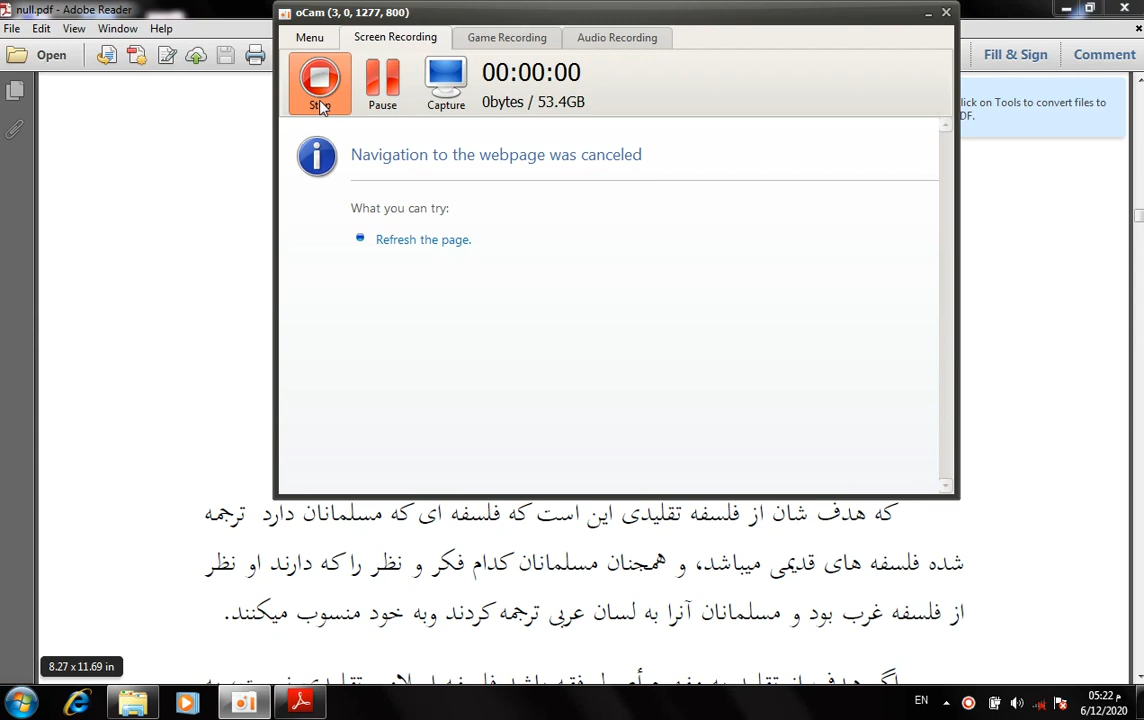 null.pdf - Adobe Reader
File Edit View Window Help
Open
Fill & Sign Comment
lick on Tools to convert files to
DF.
oCam (3, 0, 1277, 800)
Menu Screen Recording Game Recording Audio Recording
Pause Capture
00:00:00
0bytes / 53.4GB
Navigation to the webpage was canceled
What you can try:
Refresh the page.
که هدف شان از فلسفه تقلیدی این است که فلسفه ای که مسلمانان دارد ترجمه
شده فلسفه های قدیمی میباشد، و همچنان مسلمانان کدام فکر و نظر را که دارند او نظر
از فلسفه غرب بود و مسلمانان آنرا به لسان عربی ترجمه کردند وبه خود منسوب میکنند.
8.27 x 11.69 in
EN
05:22 م
6/12/2020